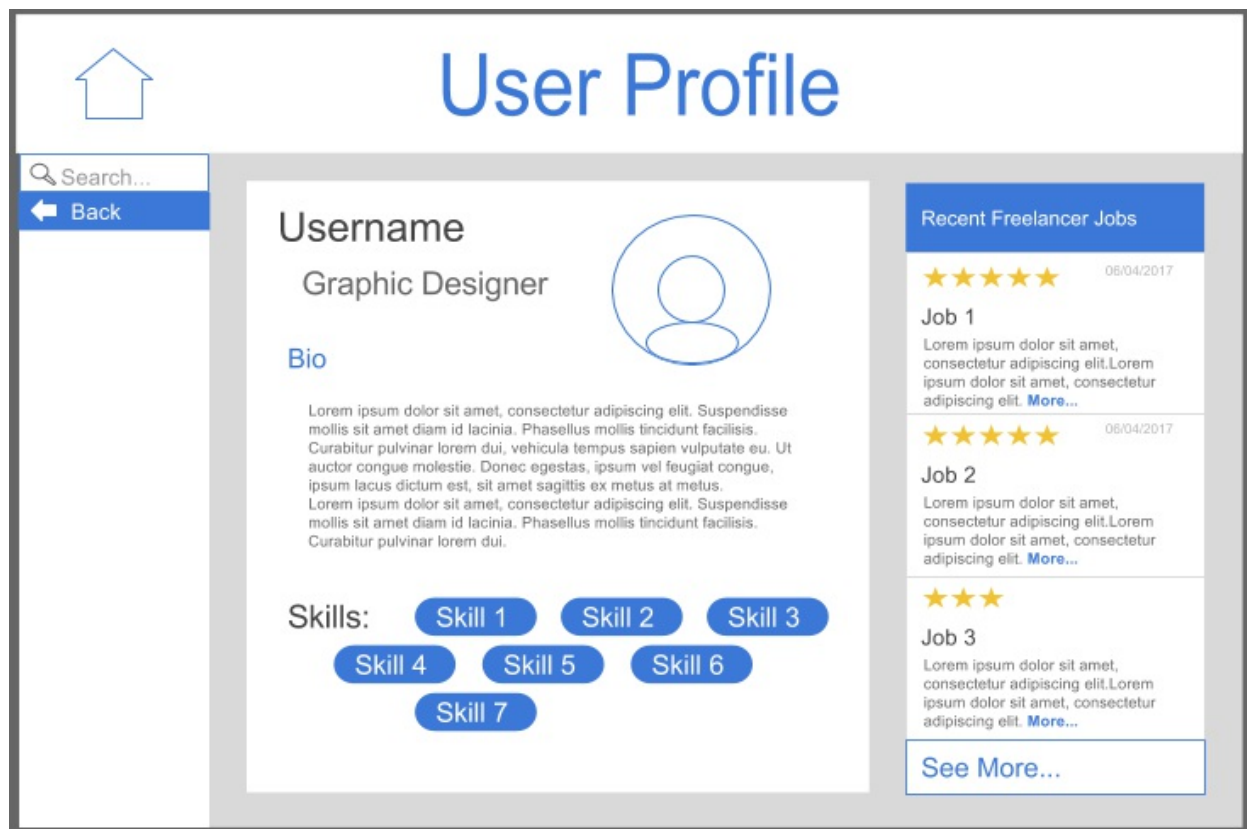 User Profile
Search...
Back
Username
Graphic Designer
Bio
Lorem ipsum dolor sit amet, consectetur adipiscing elit. Suspendisse
mollis sit amet diam id lacinia. Phasellus mollis tincidunt facilisis.
Curabitur pulvinar lorem dui, vehicula tempus sapien vulputate eu. Ut
auctor congue molestie. Donec egestas, ipsum vel feugiat congue,
ipsum lacus dictum est, sit amet sagittis ex metus at metus.
Lorem ipsum dolor sit amet, consectetur adipiscing elit. Suspendisse
mollis sit amet diam id lacinia. Phasellus mollis tincidunt facilisis.
Curabitur pulvinar lorem dui.
Skills: Skill 1 Skill 2 Skill 3
Skill 4 Skill 5 Skill 6
Skill 7
Recent Freelancer Jobs
06/04/2017
Job 1
Lorem ipsum dolor sit amet,
consectetur adipiscing elit.Lorem
ipsum dolor sit amet, consectetur
adipiscing elit. More...
06/04/2017
Job 2
Lorem ipsum dolor sit amet,
consectetur adipiscing elit.Lorem
ipsum dolor sit amet, consectetur
adipiscing elit. More...
Job 3
Lorem ipsum dolor sit amet,
consectetur adipiscing elit.Lorem
ipsum dolor sit amet, consectetur
adipiscing elit. More...
See More...